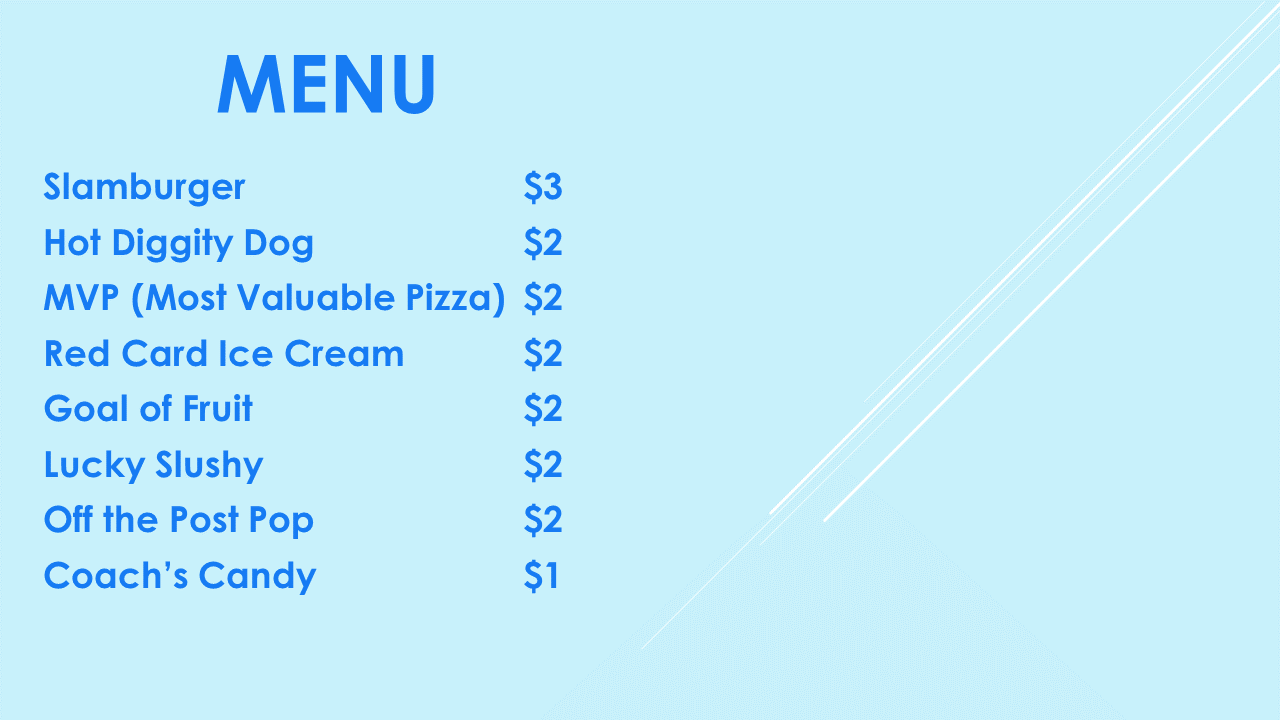 MENU
Slamburger $3
Hot Diggity Dog $2
MVP (Most Valuable Pizza) $2
Red Card Ice Cream $2
Goal of Fruit $2
Lucky Slushy $2
Off the Post Pop $2
Coach’s Candy $1